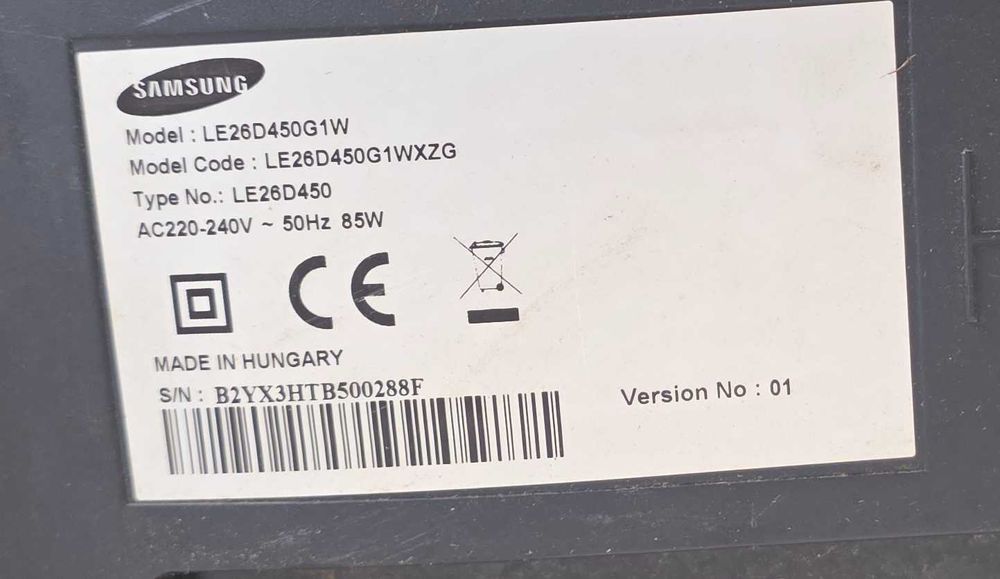 SAMSUNG
Model : LE26D450G1W
Model Code : LE26D450G1WXZG
Type No.: LE26D450
AC220-240V ~ 50Hz 85W
CE
MADE IN HUNGARY
S/N : B2YX3HTB500288F
Version No : 01